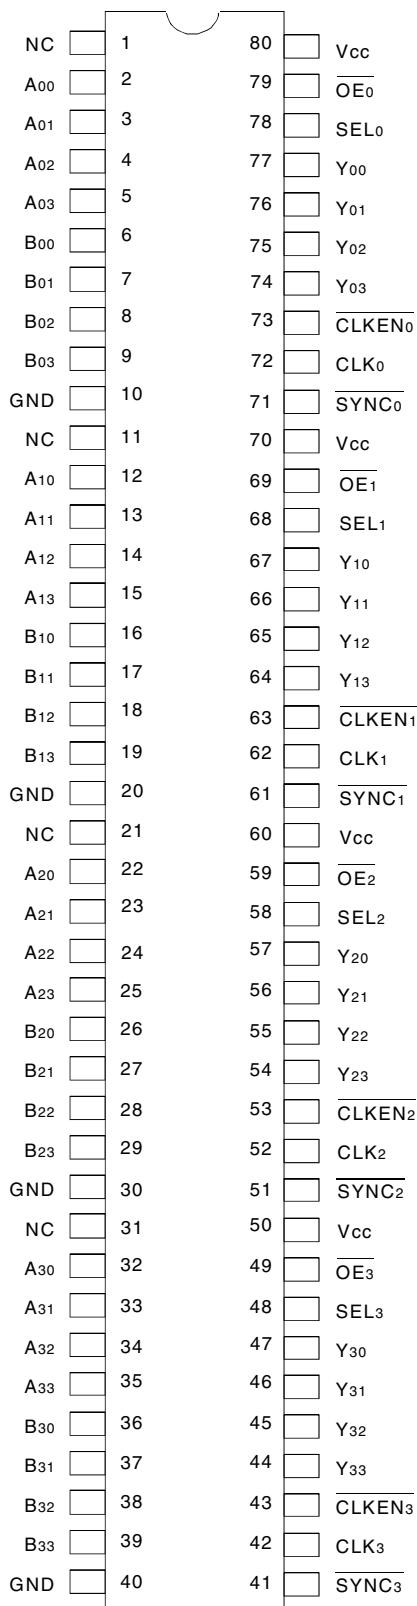 NC 1 80 Vcc
A00 2 79 OE0
A01 3 78 SEL0
A02 4 77 Y00
A03 5 76 Y01
B00 6 75 Y02
B01 7 74 Y03
B02 8 73 CLKEN0
B03 9 72 CLK0
GND 10 71 SYNC0
NC 11 70 Vcc
A10 12 69 OE1
A11 13 68 SEL1
A12 14 67 Y10
A13 15 66 Y11
B10 16 65 Y12
B11 17 64 Y13
B12 18 63 CLKEN1
B13 19 62 CLK1
GND 20 61 SYNC1
NC 21 60 Vcc
A20 22 59 OE2
A21 23 58 SEL2
A22 24 57 Y20
A23 25 56 Y21
B20 26 55 Y22
B21 27 54 Y23
B22 28 53 CLKEN2
B23 29 52 CLK2
GND 30 51 SYNC2
NC 31 50 Vcc
A30 32 49 OE3
A31 33 48 SEL3
A32 34 47 Y30
A33 35 46 Y31
B30 36 45 Y32
B31 37 44 Y33
B32 38 43 CLKEN3
B33 39 42 CLK3
GND 40 41 SYNC3